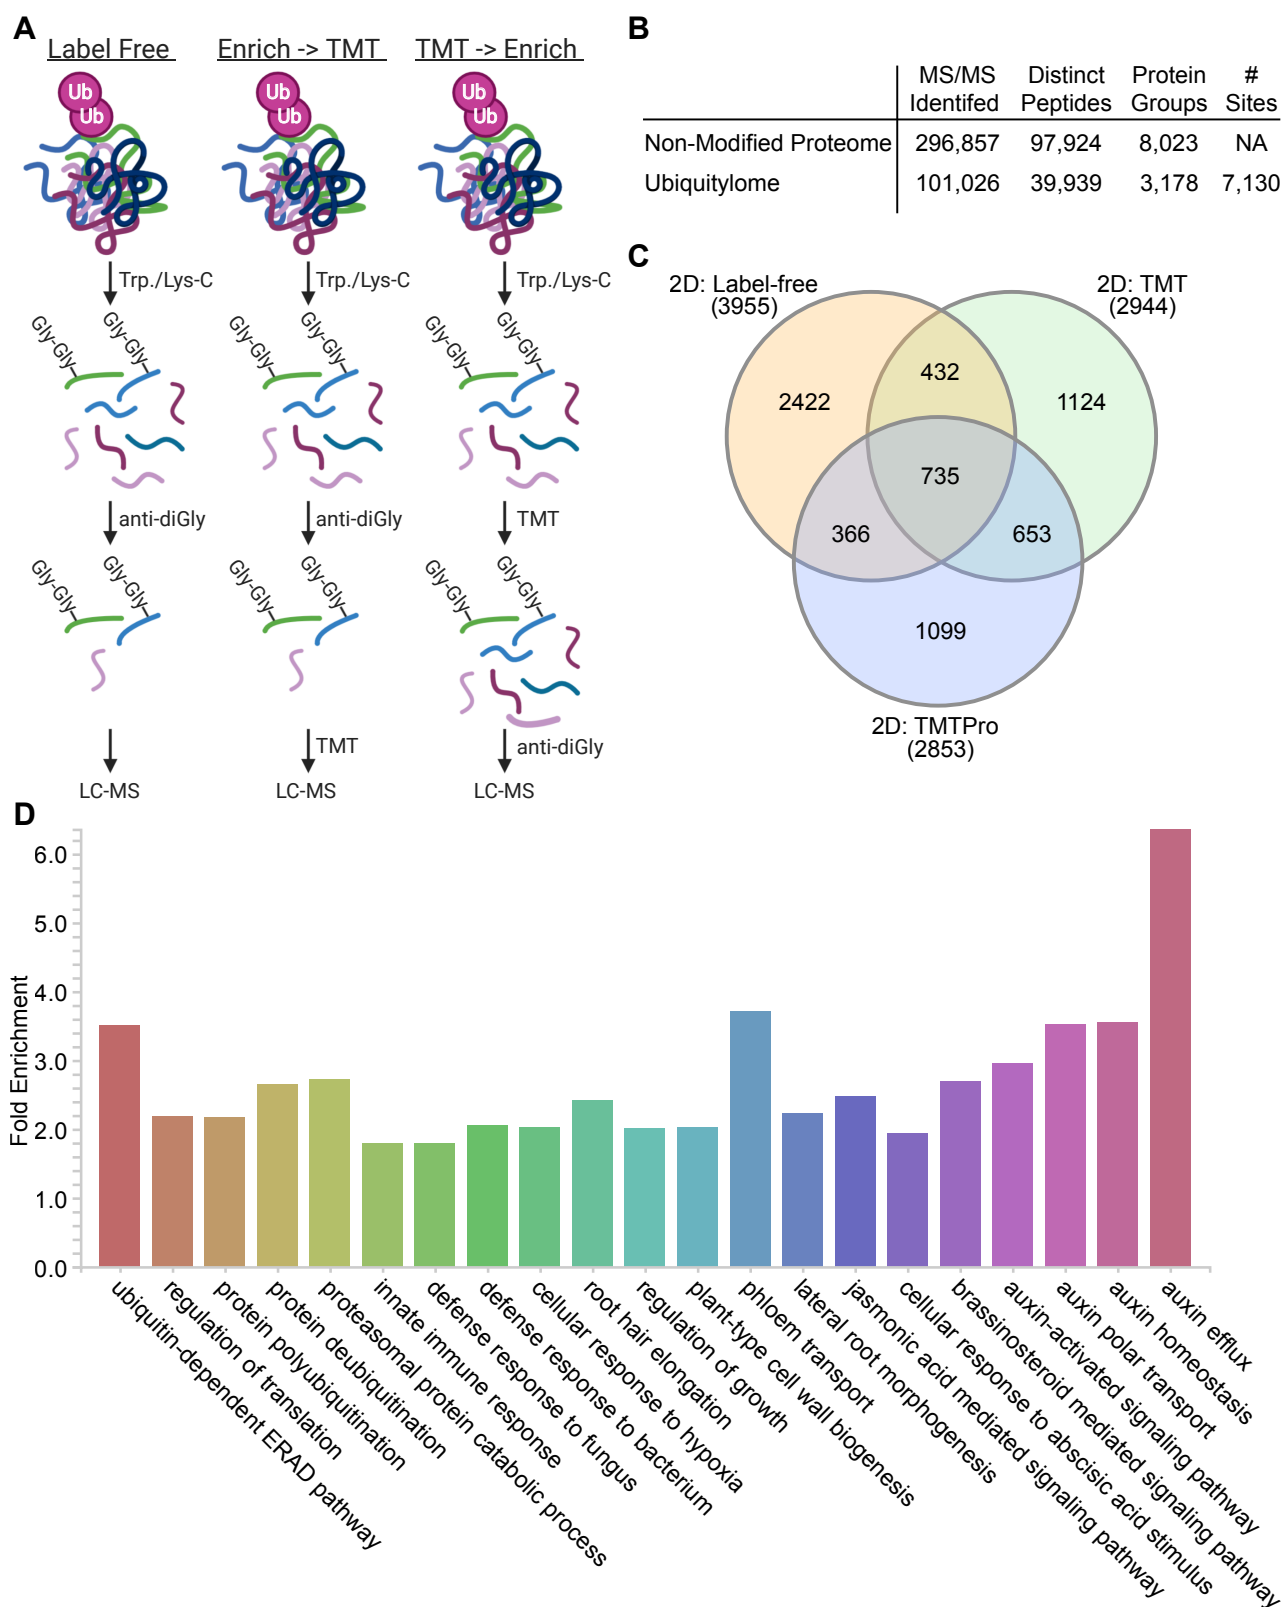 A
Label Free
Enrich -> TMT
TMT -> Enrich
Ub
Ub
Ub
Ub
Ub
Ub
Trp./Lys-C
Trp./Lys-C
Trp./Lys-C
Gly-Gly
Gly-Gly
Gly-Gly
Gly-Gly
Gly-Gly
Gly-Gly
anti-diGly
anti-diGly
TMT
Gly-Gly
Gly-Gly
Gly-Gly
Gly-Gly
Gly-Gly
Gly-Gly
TMT
anti-diGly
LC-MS
LC-MS
LC-MS
B
MS/MS Identifed
Distinct Peptides
Protein Groups
# Sites
Non-Modified Proteome 296,857 97,924 8,023 NA
Ubiquitylome 101,026 39,939 3,178 7,130
C
2D: Label-free
(3955)
2D: TMT
(2944)
432
2422
1124
735
366
653
1099
2D: TMTPro
(2853)
D
Fold Enrichment
6.0
5.0
4.0
3.0
2.0
1.0
0.0
ubiquitin-dependent ERAD pathway
regulation of translation
protein polyubiquitination
protein deubiquitination
proteasomal protein catabolic process
innate immune response
defense response to fungus
defense response to bacterium
cellular response to hypoxia
root hair elongation
regulation of growth
plant-type cell wall biogenesis
phloem transport
lateral root morphogenesis
jasmonic acid mediated signaling pathway
cellular response to abscisic acid stimulus
brassinosteroid mediated signaling pathway
auxin-activated signaling pathway
auxin polar transport
auxin homeostasis
auxin efflux